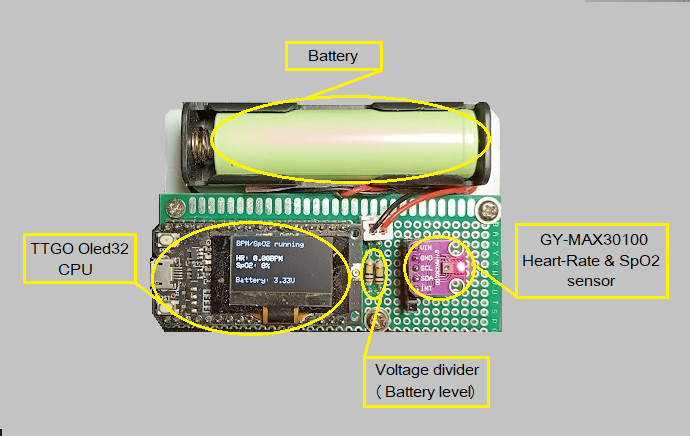 Battery
TTGO Oled32
CPU
BPM/SpO2 running
HR: 0.00BPM
SpO2: 0%
Battery: 3.33V
VIN
GND
SCL
SDA
INT
GY-MAX30100
Heart-Rate & SpO2
sensor
Voltage divider
( Battery level)